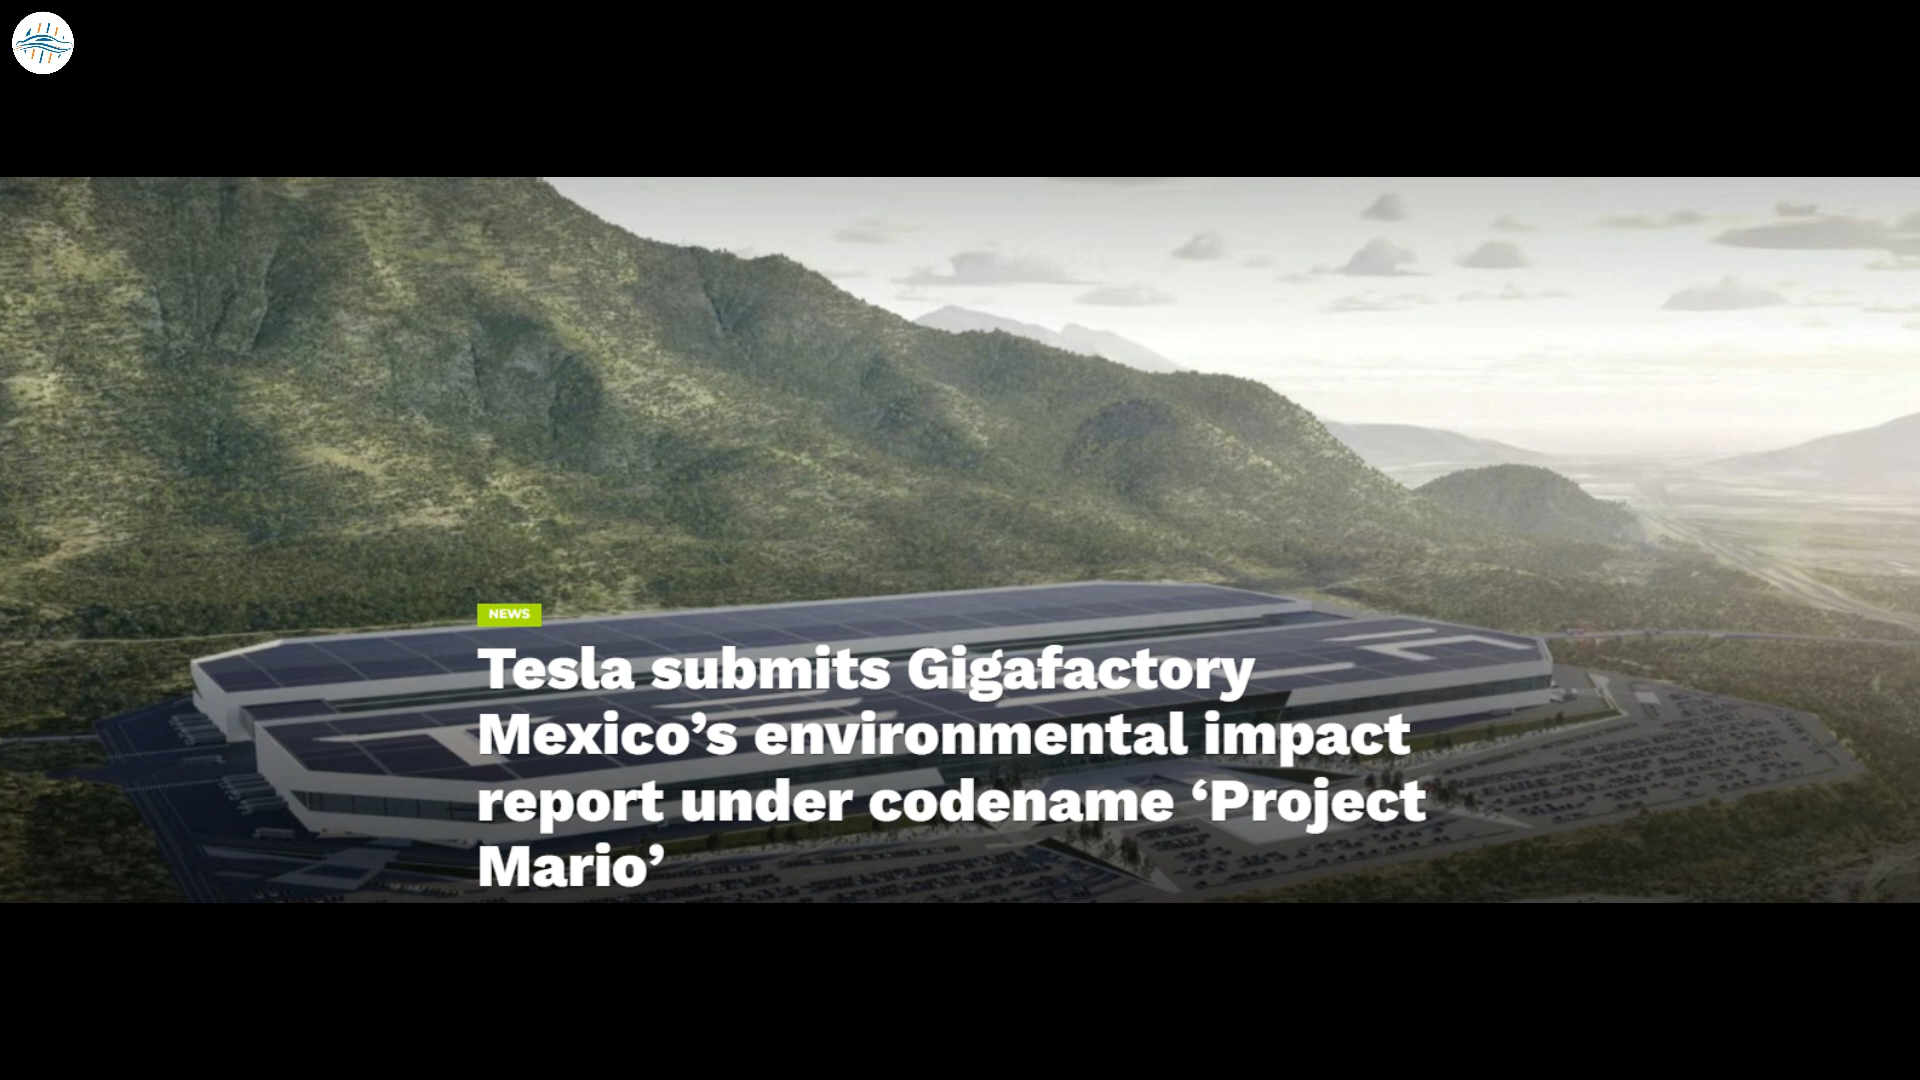 NEWS
Tesla submits Gigafactory
Mexico’s environmental impact
report under codename ‘Project
Mario’